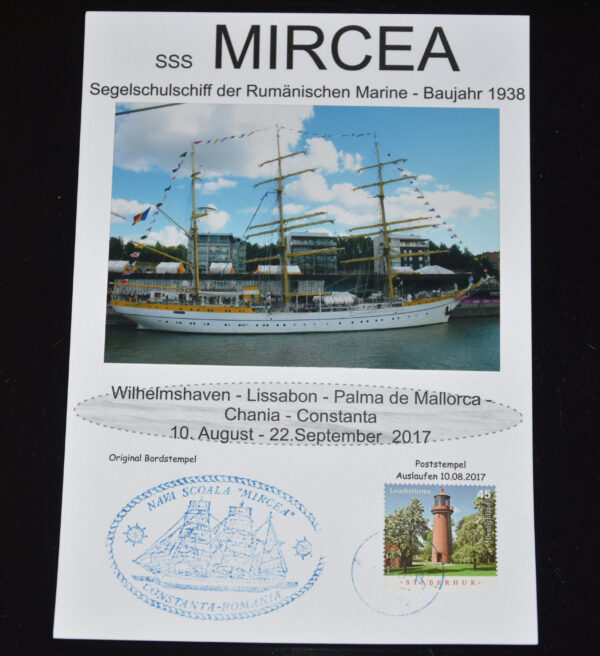 SSS MIRCEA
Segelschulschiff der Rumänischen Marine - Baujahr 1938
Wilhelmshaven - Lissabon - Palma de Mallorca -
Chania - Constanta
10. August - 22.September 2017
Original Bordstempel
NAVA SCOALA "MIRCEA"
CONSTANTA-ROMANIA
Poststempel
Auslaufen 10.08.2017
Leuchttürme
45
STABERHUK